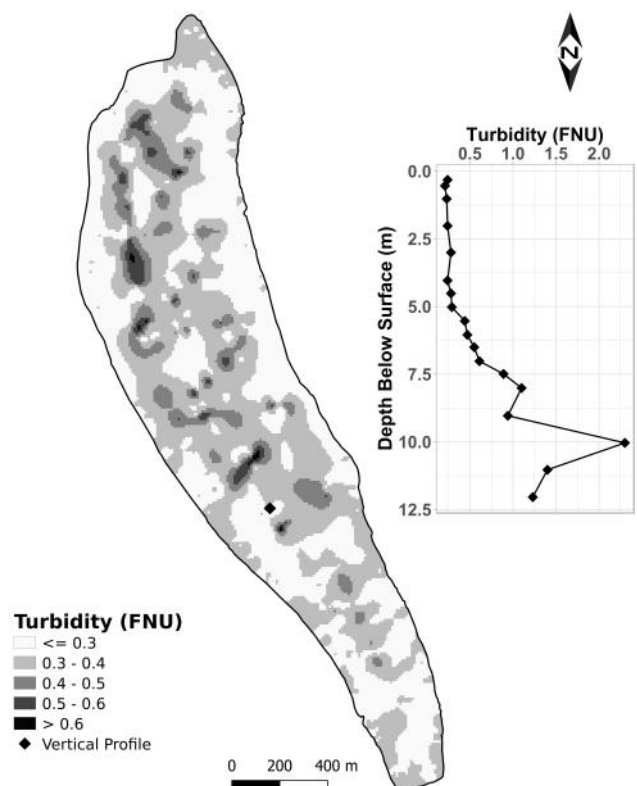 N
Turbidity (FNU)
0.5 1.0 1.5 2.0
0.0
2.5
5.0
7.5
10.0
12.5
Depth Below Surface (m)
Turbidity (FNU)
<= 0.3
0.3 - 0.4
0.4 - 0.5
0.5 - 0.6
> 0.6
Vertical Profile
0 200 400 m